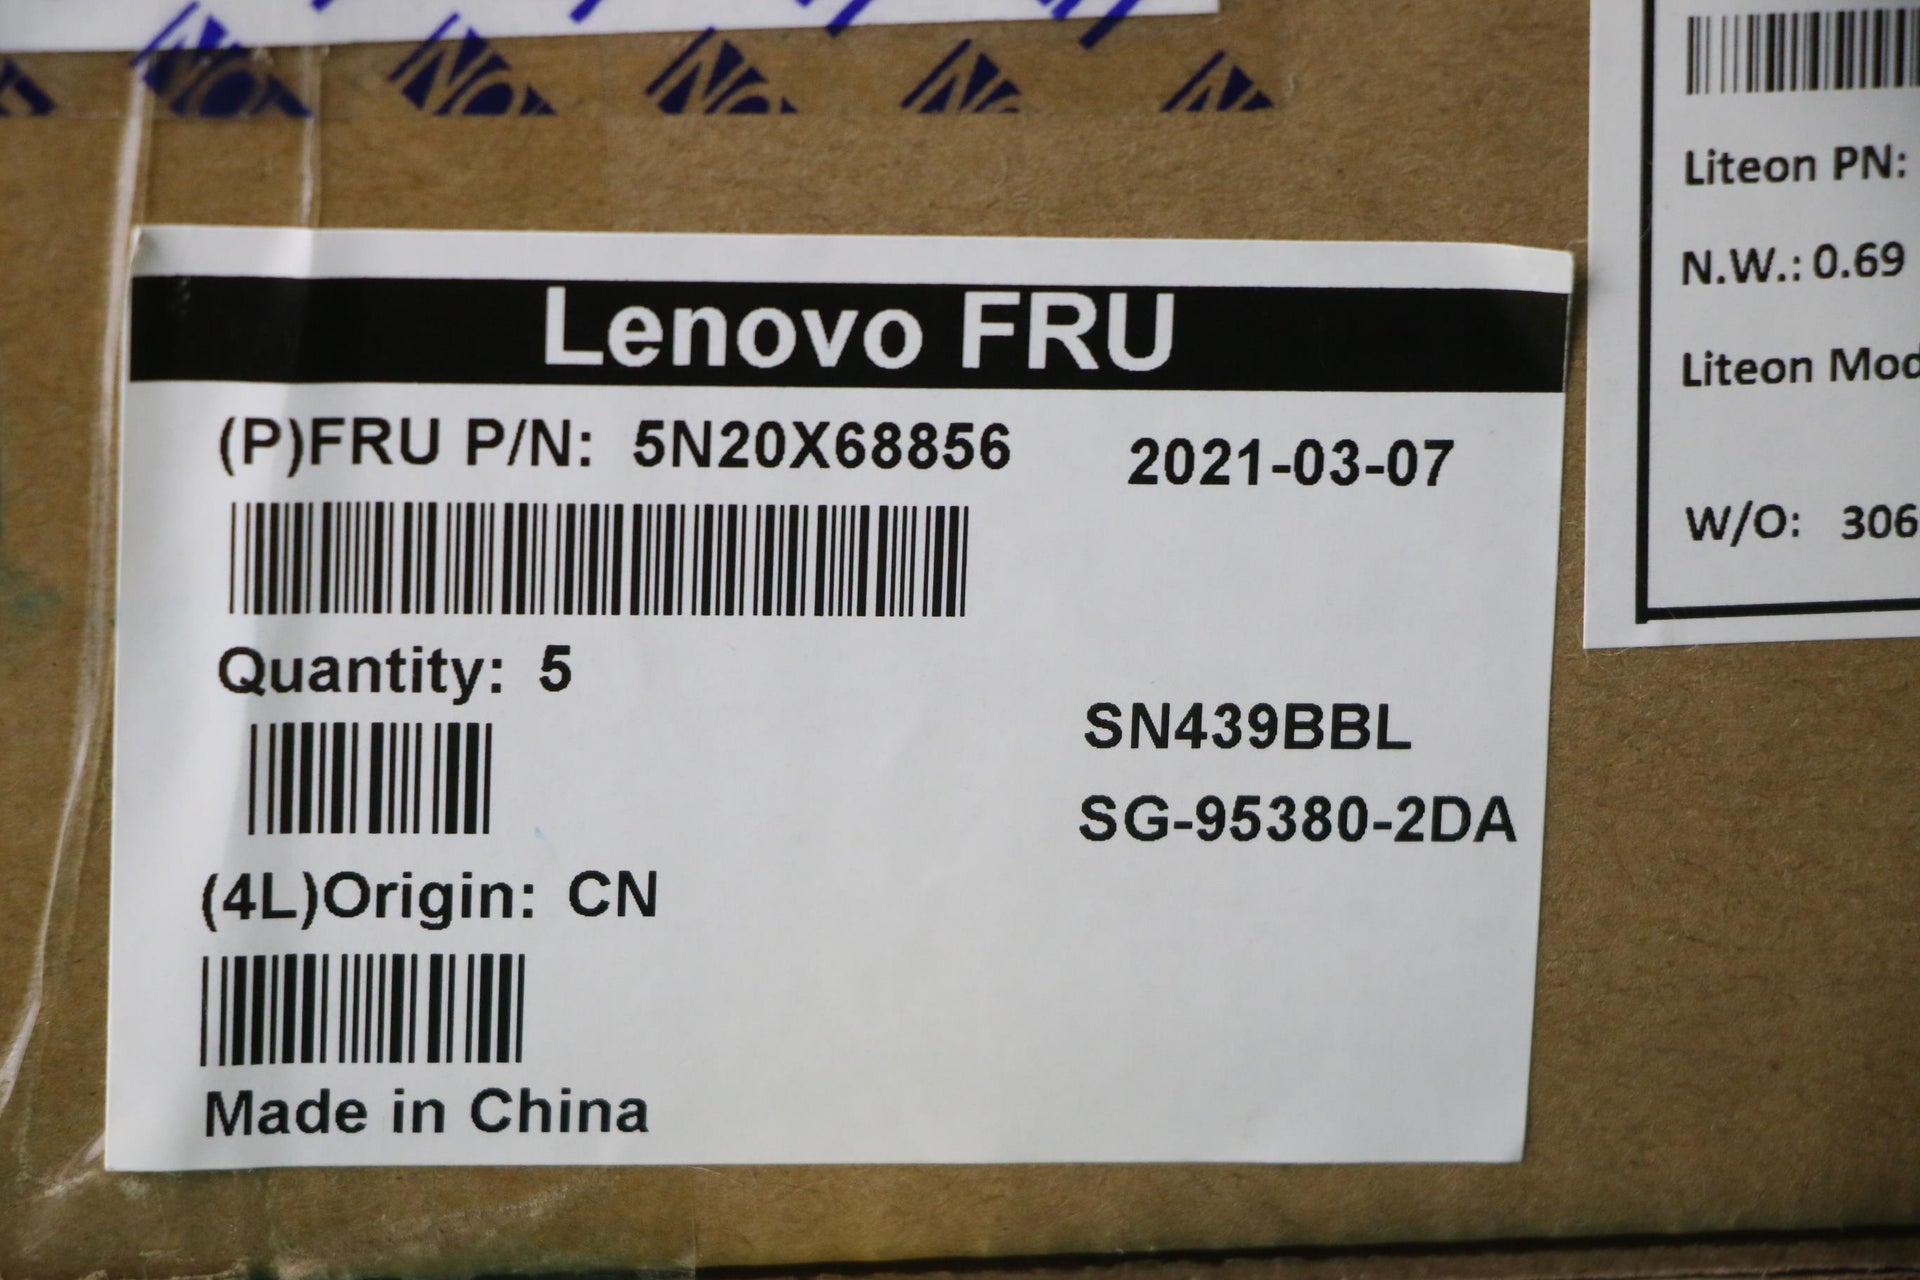 Lenovo FRU
(P)FRU P/N: 5N20X68856
2021-03-07
Quantity: 5
SN439BBL
SG-95380-2DA
(4L)Origin: CN
Made in China
Liteon PN:
N.W.: 0.69
Liteon Mod
W/O: 306